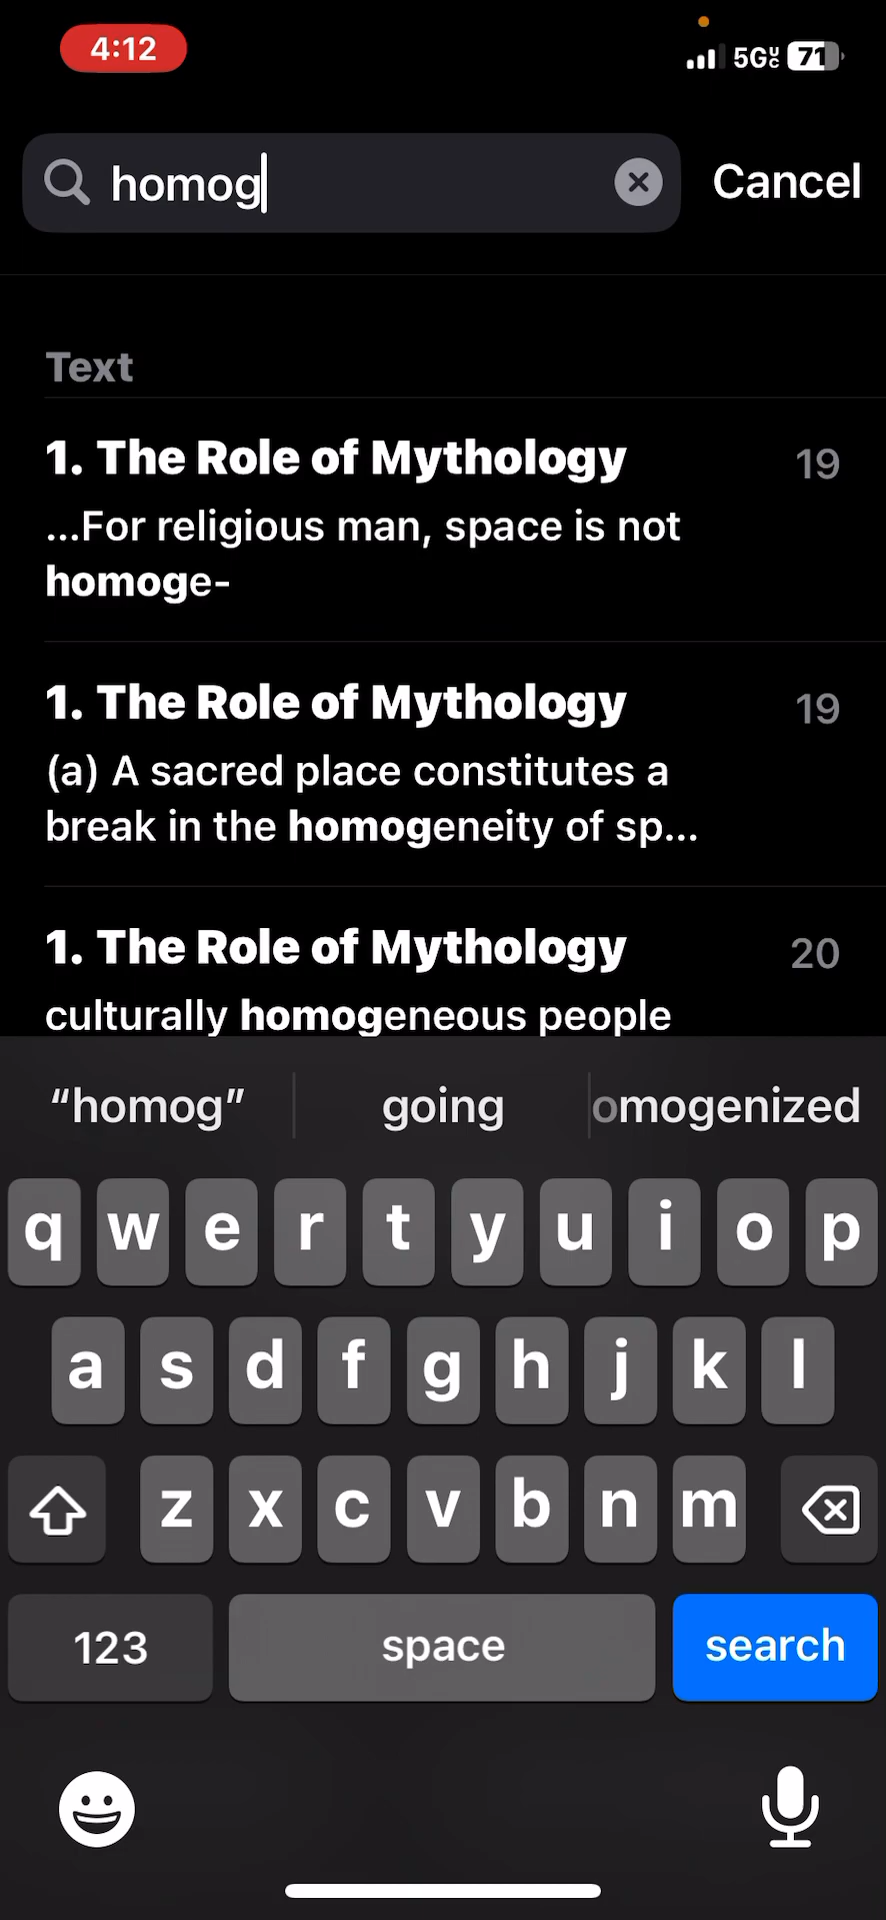 4:12
5G UC 71
homog
Cancel
Text
1. The Role of Mythology 19
...For religious man, space is not
homoge-
1. The Role of Mythology 19
(a) A sacred place constitutes a
break in the homogeneity of sp...
1. The Role of Mythology 20
culturally homogeneous people
“homog” going omogenized
q w e r t y u i o p
a s d f g h j k l
z x c v b n m
123 space search